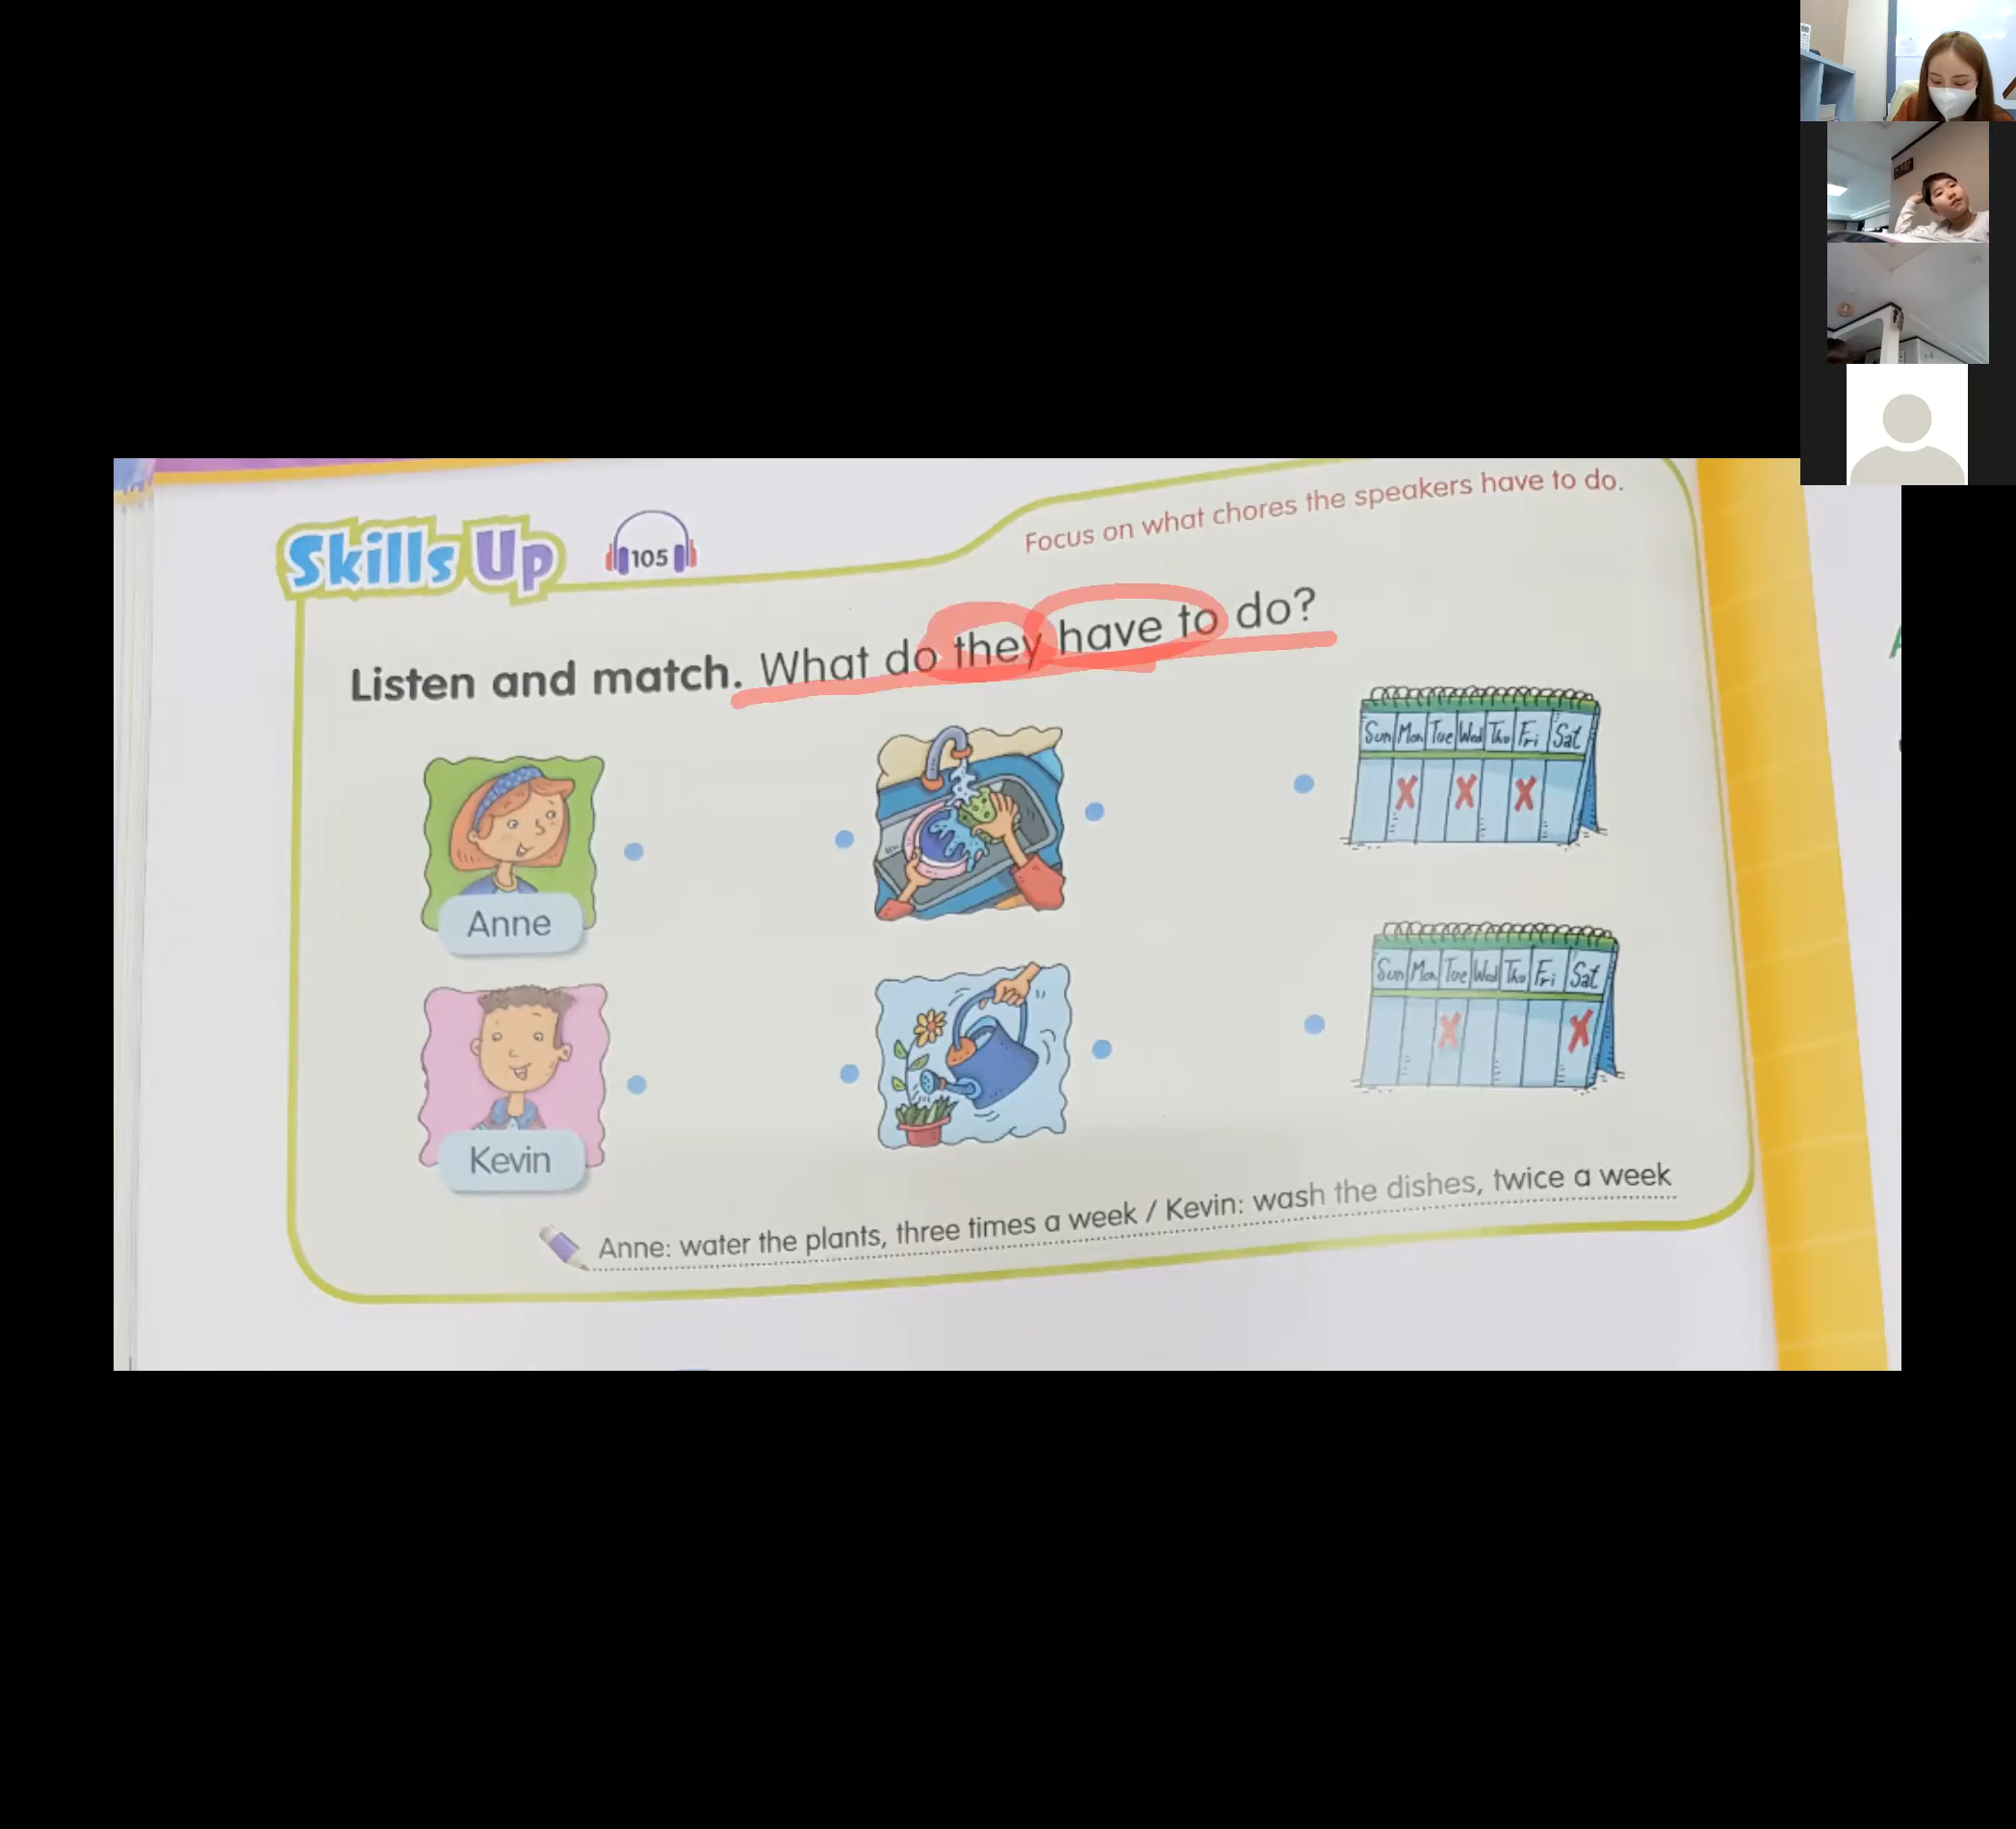 Skills Up
105
Focus on what chores the speakers have to do.
Listen and match. What do they have to do?
Anne
Sun Mon Tue Wed Thu Fri Sat
X X X
Kevin
Sun Mon Tue Wed Thu Fri Sat
X X
Anne: water the plants, three times a week / Kevin: wash the dishes, twice a week